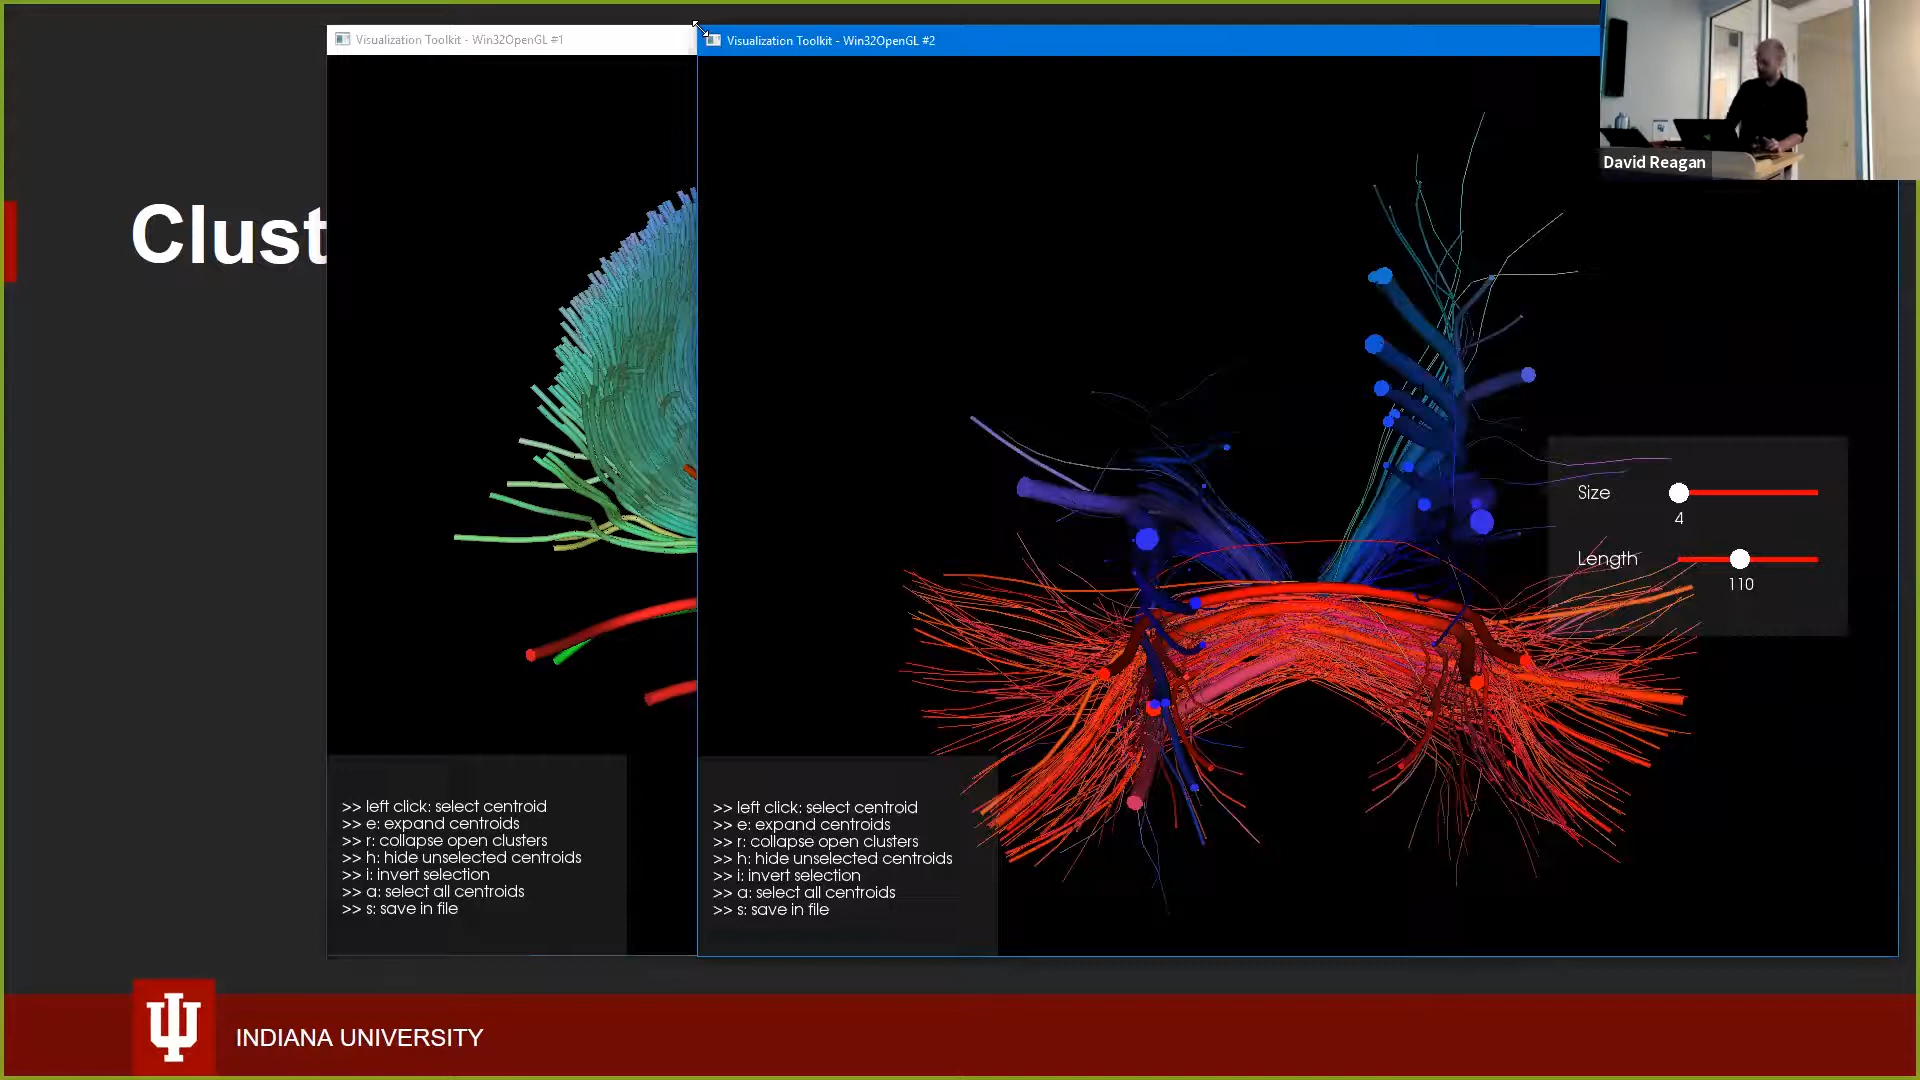 Visualization Toolkit - Win32OpenGL #1
Visualization Toolkit - Win32OpenGL #2
David Reagan
Clust
Size
4
Length
110
>> left click: select centroid
>> e: expand centroids
>> r: collapse open clusters
>> h: hide unselected centroids
>> i: invert selection
>> a: select all centroids
>> s: save in file
>> left click: select centroid
>> e: expand centroids
>> r: collapse open clusters
>> h: hide unselected centroids
>> i: invert selection
>> a: select all centroids
>> s: save in file
INDIANA UNIVERSITY